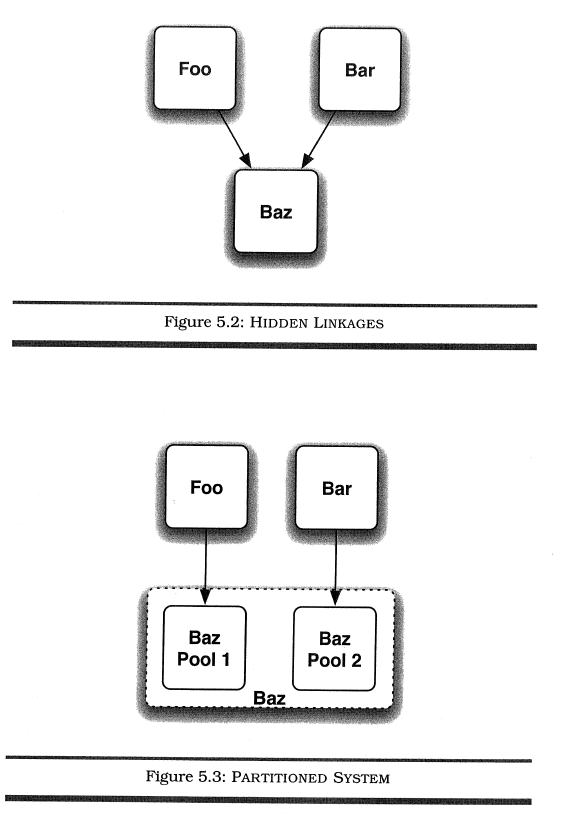 Foo
Bar
Baz
Figure 5.2: HIDDEN LINKAGES
Foo
Bar
Baz
Pool 1
Baz
Pool 2
Baz
Figure 5.3: PARTITIONED SYSTEM